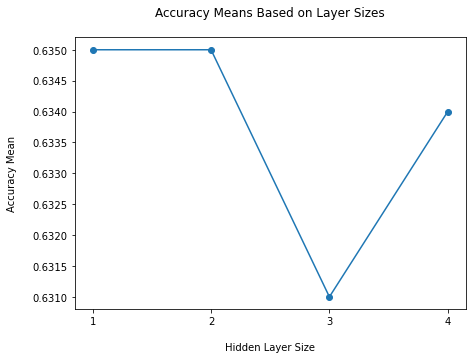 Accuracy Means Based on Layer Sizes
Accuracy Mean
0.6350
0.6345
0.6340
0.6335
0.6330
0.6325
0.6320
0.6315
0.6310
1 2 3 4
Hidden Layer Size